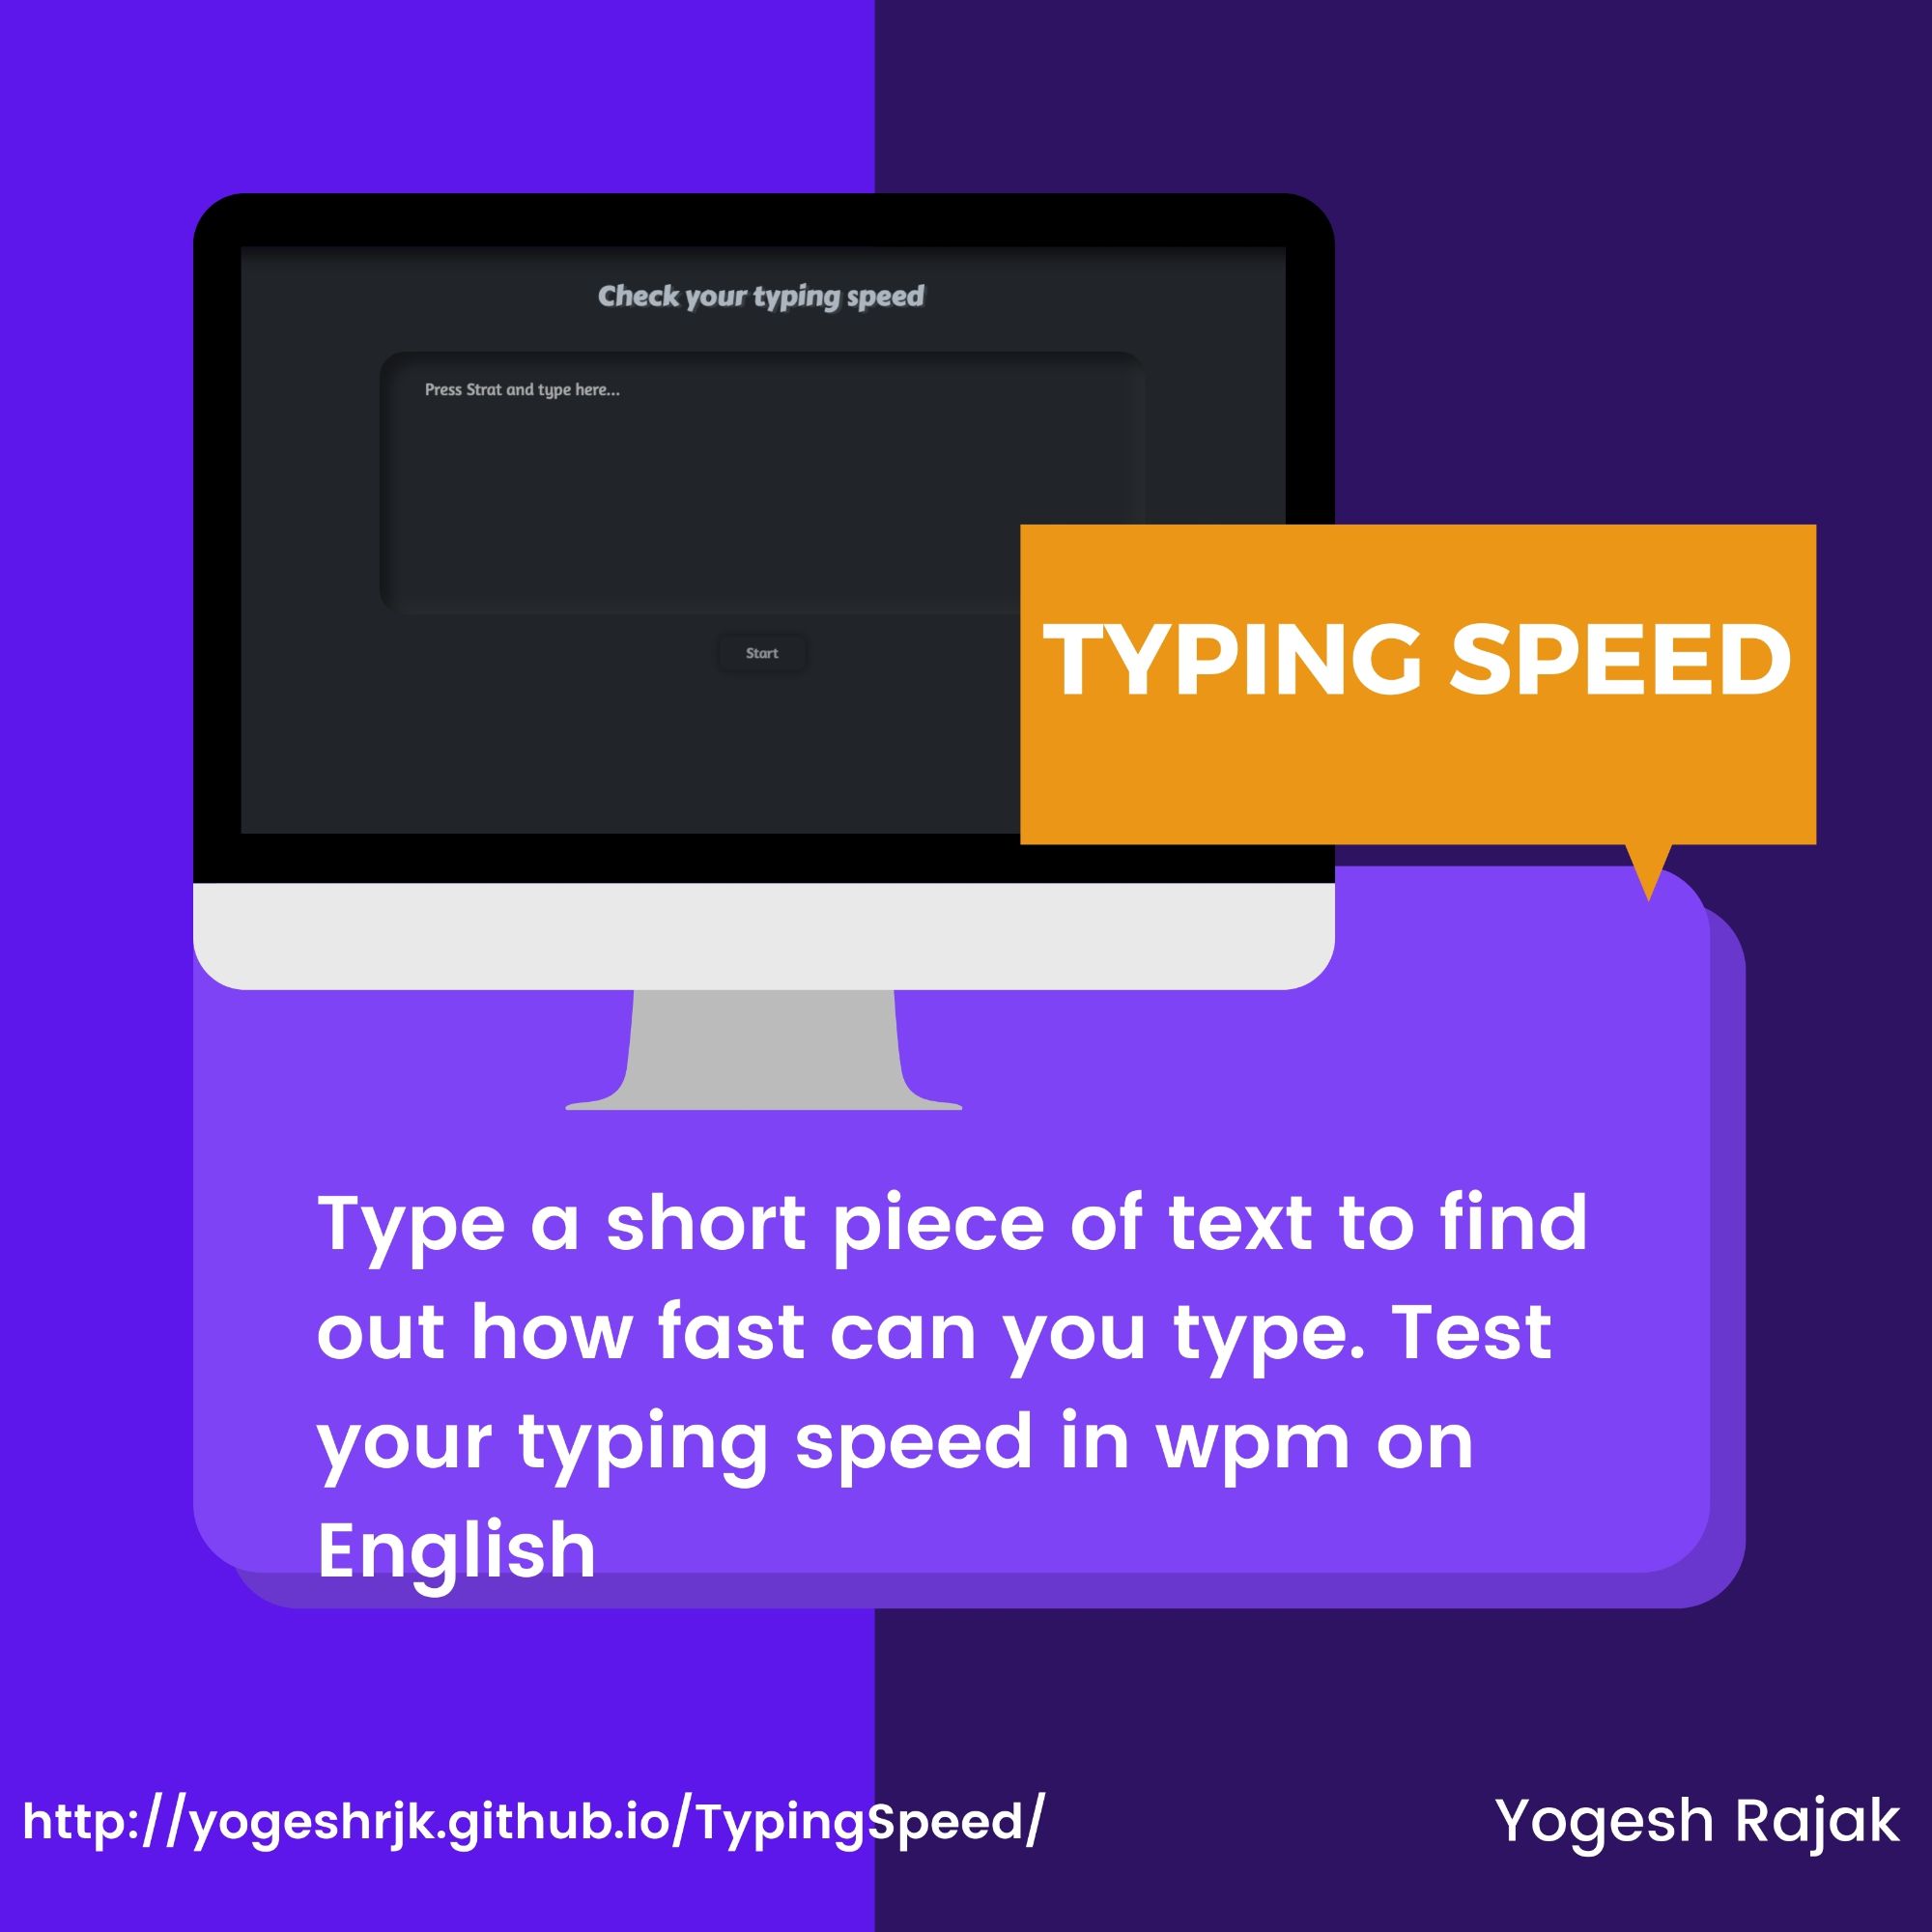 Check your typing speed
Press Strat and type here...
Start
TYPING SPEED
Type a short piece of text to find
out how fast can you type. Test
your typing speed in wpm on
English
http://yogeshrjk.github.io/TypingSpeed/
Yogesh Rajak